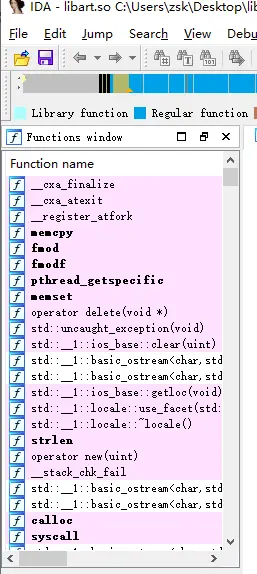 IDA - libart.so C:\Users\zsk\Desktop\lib
File Edit Jump Search View Debu
Library function Regular function
Functions window
Function name
__cxa_finalize
__cxa_atexit
__register_atfork
memcpy
fmod
fmodf
pthread_getspecific
memset
operator delete(void *)
std::uncaught_exception(void)
std::__1::ios_base::clear(uint)
std::__1::basic_ostream<char,std
std::__1::basic_ostream<char,std
std::__1::ios_base::getloc(void)
std::__1::locale::use_facet(std:
std::__1::locale::~locale()
strlen
operator new(uint)
__stack_chk_fail
std::__1::basic_ostream<char,std
std::__1::basic_ostream<char,std
calloc
syscall